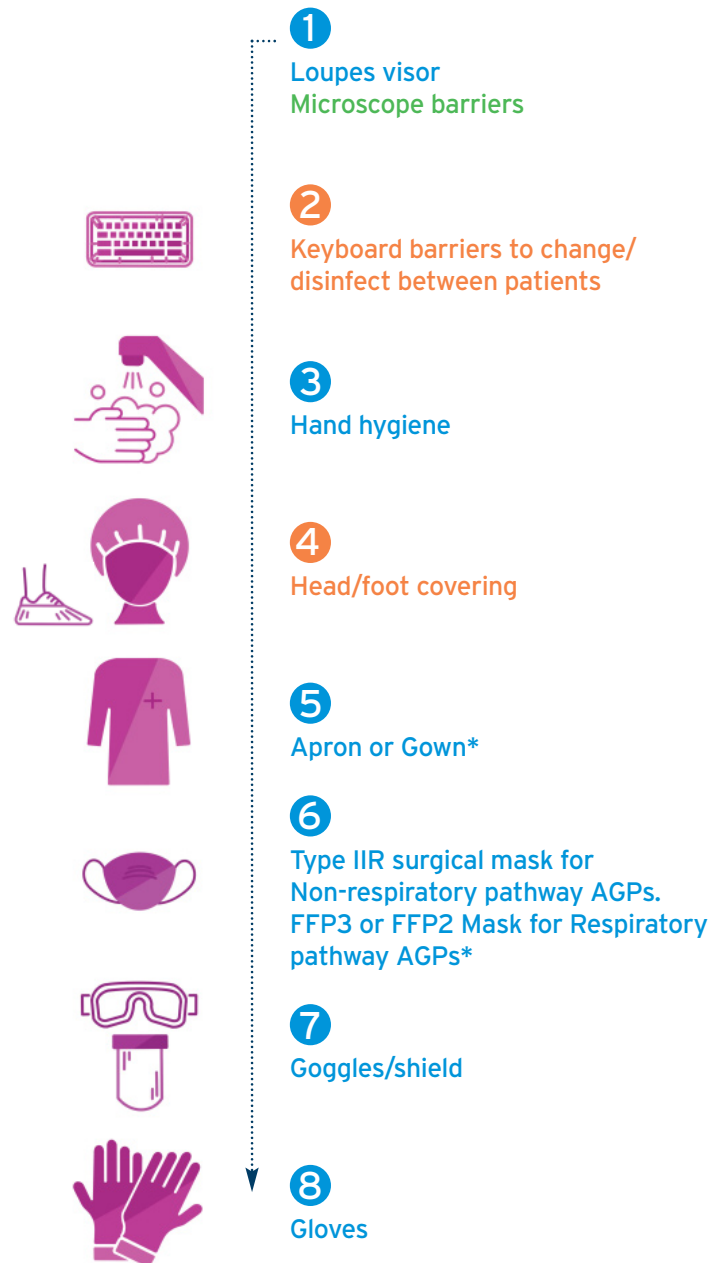 1
Loupes visor
Microscope barriers
2
Keyboard barriers to change/
disinfect between patients
3
Hand hygiene
4
Head/foot covering
5
Apron or Gown*
6
Type IIR surgical mask for
Non-respiratory pathway AGPs.
FFP3 or FFP2 Mask for Respiratory
pathway AGPs*
7
Goggles/shield
8
Gloves